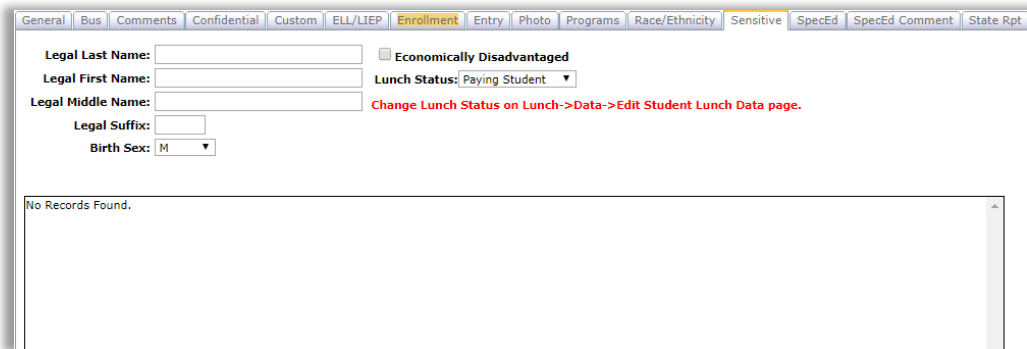 General Bus Comments Confidential Custom ELL/LIEP Enrollment Entry Photo Programs Race/Ethnicity Sensitive SpecEd SpecEd Comment State Rpt
Legal Last Name: Economically Disadvantaged
Legal First Name: Lunch Status: Paying Student
Legal Middle Name: Change Lunch Status on Lunch->Data->Edit Student Lunch Data page.
Legal Suffix:
Birth Sex: M
No Records Found.